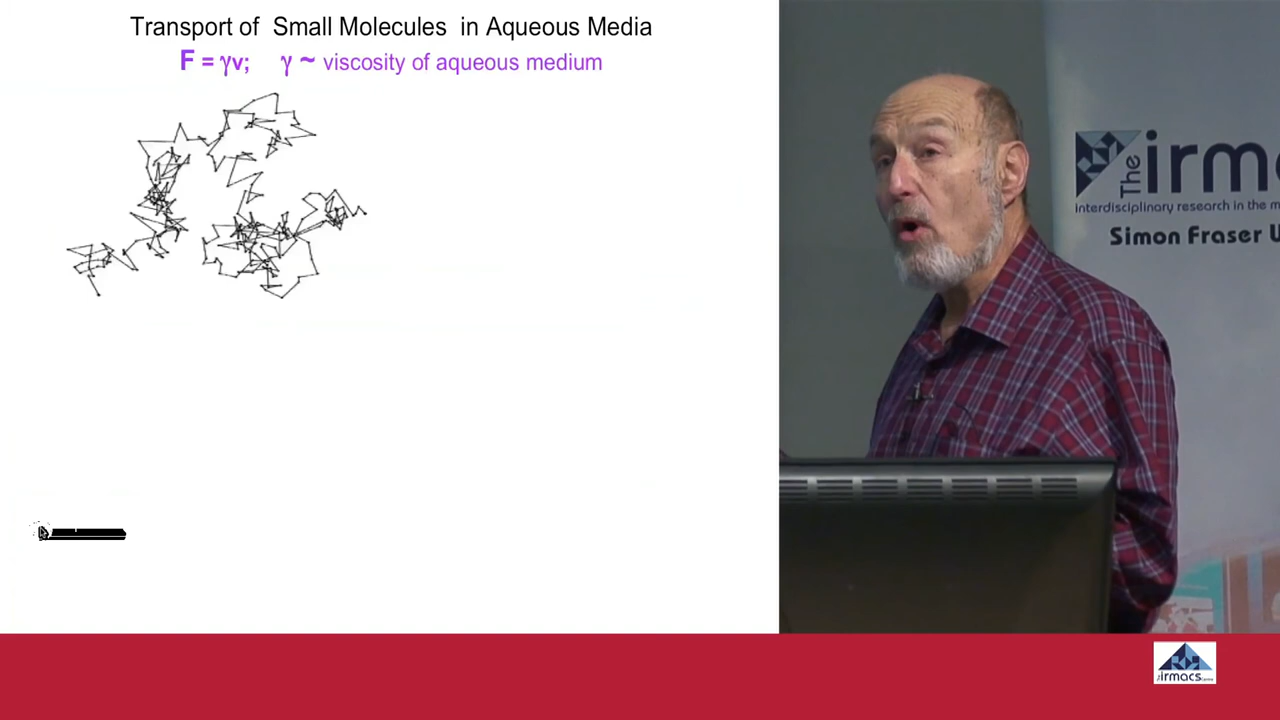 Transport of Small Molecules in Aqueous Media
F = γv; γ ~ viscosity of aqueous medium
The irmac
interdisciplinary research in the m
Simon Fraser U
irmacs